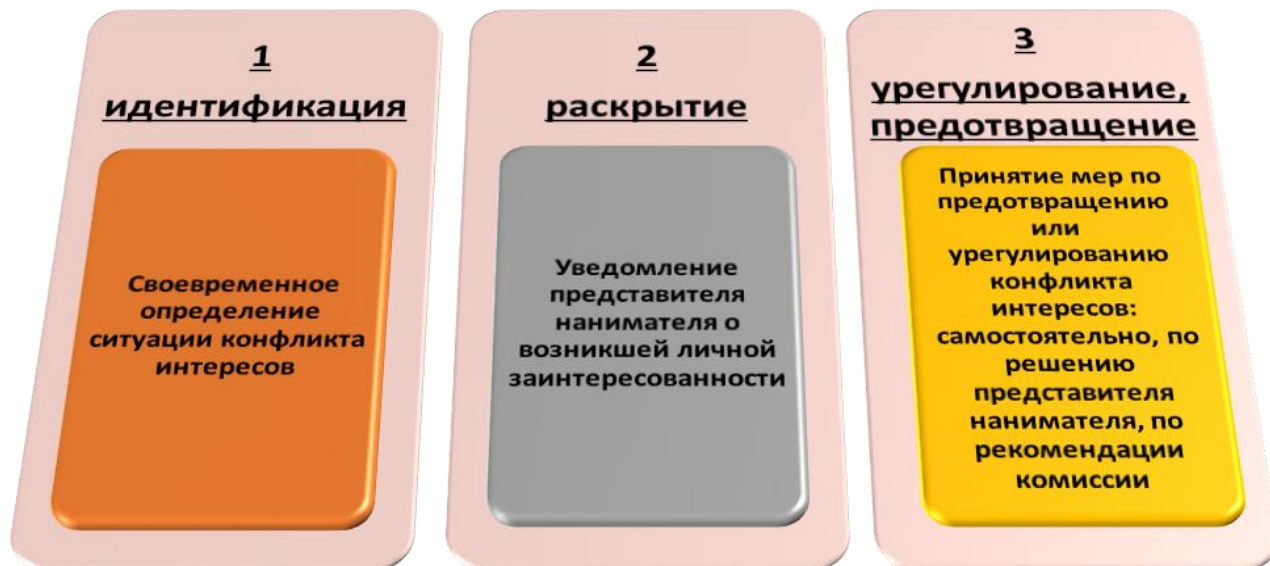 1
идентификация
Своевременное
определение
ситуации конфликта
интересов
2
раскрытие
Уведомление
представителя
нанимателя о
возникшей личной
заинтересованности
3
урегулирование,
предотвращение
Принятие мер по
предотвращению
или
урегулированию
конфликта
интересов:
самостоятельно, по
решению
представителя
нанимателя, по
рекомендации
комиссии